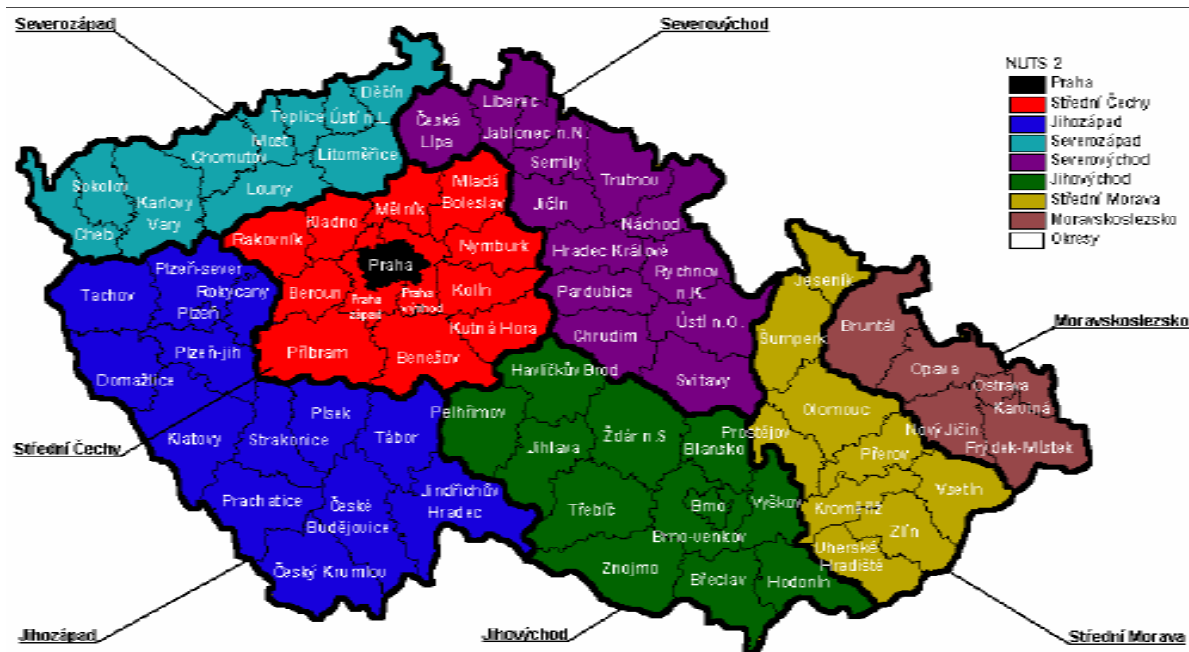 Severozápad
Severovýchod
NUTS 2
Praha
Střední Čechy
Jihozápad
Severozápad
Severovýchod
Jihovýchod
Střední Morava
Moravskoslezsko
Okresy
Děčín
Teplice
Ústí n.L.
Most
Chomutov
Litoměřice
Sokolov
Louny
Karlovy
Vary
Cheb
Česká
Lípa
Liberec
Jablonec n.N.
Semily
Trutnov
Jičín
Náchod
Hradec Králové
Rychnov
n.K.
Pardubice
Ústí n.O.
Chrudim
Svitavy
Mladá
Boleslav
Mělník
Kladno
Rakovník
Nymburk
Praha
Beroun
Praha
západ
Praha
východ
Kolín
Kutná Hora
Příbram
Benešov
Plzeň-sever
Tachov
Rokycany
Plzeň
Plzeň-jih
Domažlice
Písek
Klatovy
Strakonice
Tábor
Prachatice
České
Budějovice
Jindřichův
Hradec
Český Krumlov
Havlíčkův Brod
Pelhřimov
Jihlava
Žďár n.S
Blansko
Třebíč
Brno
Vyškov
Brno-venkov
Znojmo
Břeclav
Hodonín
Jeseník
Šumperk
Olomouc
Prostějov
Přerov
Kroměříž
Vsetín
Zlín
Uherské
Hradiště
Bruntál
Opava
Ostrava
Karviná
Nový Jičín
Frýdek-Místek
Moravskoslezsko
Střední Čechy
Jihozápad
Jihovýchod
Střední Morava